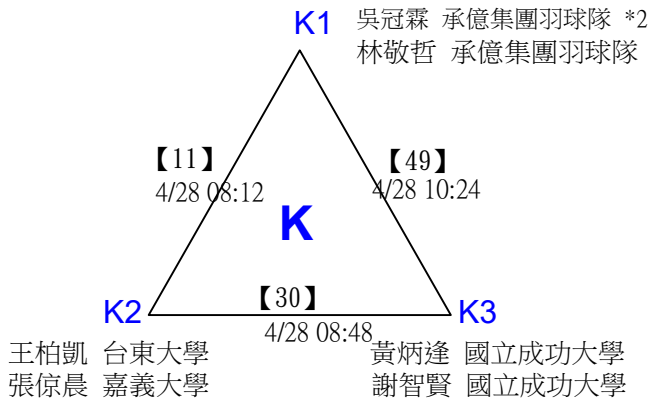 K1 吳冠霖 承億集團羽球隊 *2
林敬哲 承億集團羽球隊
【11】
4/28 08:12
【49】
4/28 10:24
K
【30】
4/28 08:48
K2
K3
王柏凱 台東大學
張倞晨 嘉義大學
黃炳逢 國立成功大學
謝智賢 國立成功大學